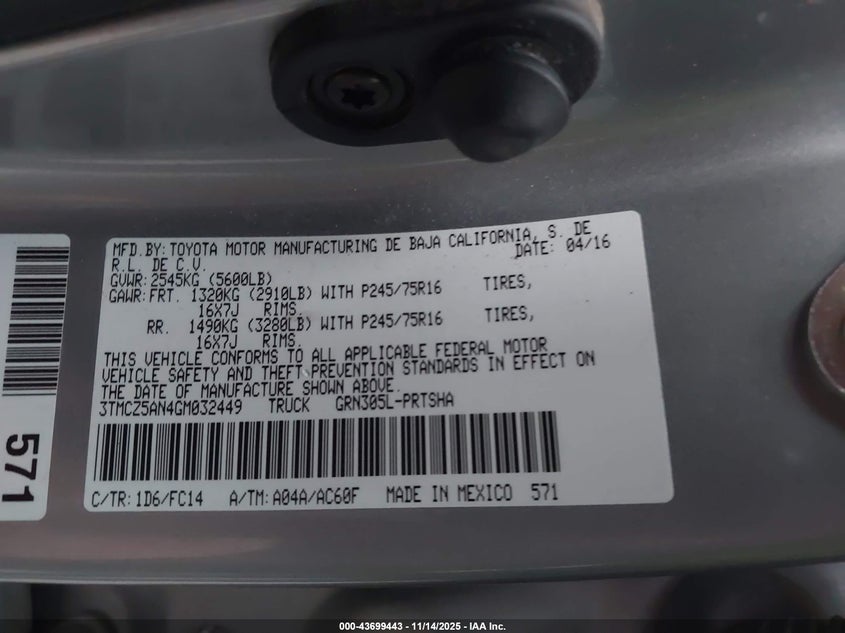 MFD.BY: TOYOTA MOTOR MANUFACTURING DE BAJA CALIFORNIA, S. DE
R.L. DE C.V. DATE: 04/16
GVWR: 2545KG (5600LB)
GAWR: FRT. 1320KG (2910LB) WITH P245/75R16 TIRES,
16X7J RIMS.
RR. 1490KG (3280LB) WITH P245/75R16 TIRES,
16X7J RIMS.
THIS VEHICLE CONFORMS TO ALL APPLICABLE FEDERAL MOTOR
VEHICLE SAFETY AND THEFT PREVENTION STANDARDS IN EFFECT ON
THE DATE OF MANUFACTURE SHOWN ABOVE.
3TMCZ5AN4GM032449 TRUCK GRN305L-PRTSHA
C/TR: 1D6/FC14 A/TM: A04A/AC60F MADE IN MEXICO 571
571
000-43699443 - 11/14/2025 - IAA Inc.